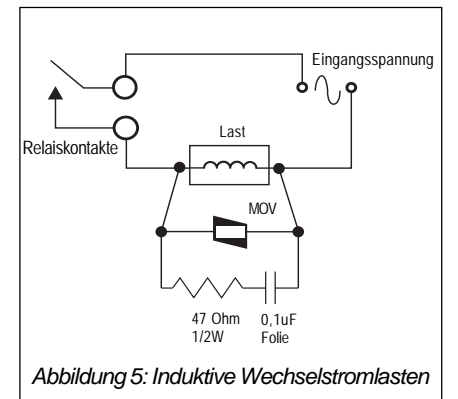 Eingangsspannung
Last
Relaiskontakte
MOV
47 Ohm
1/2W
0,1uF
Folie
Abbildung 5: Induktive Wechselstromlasten